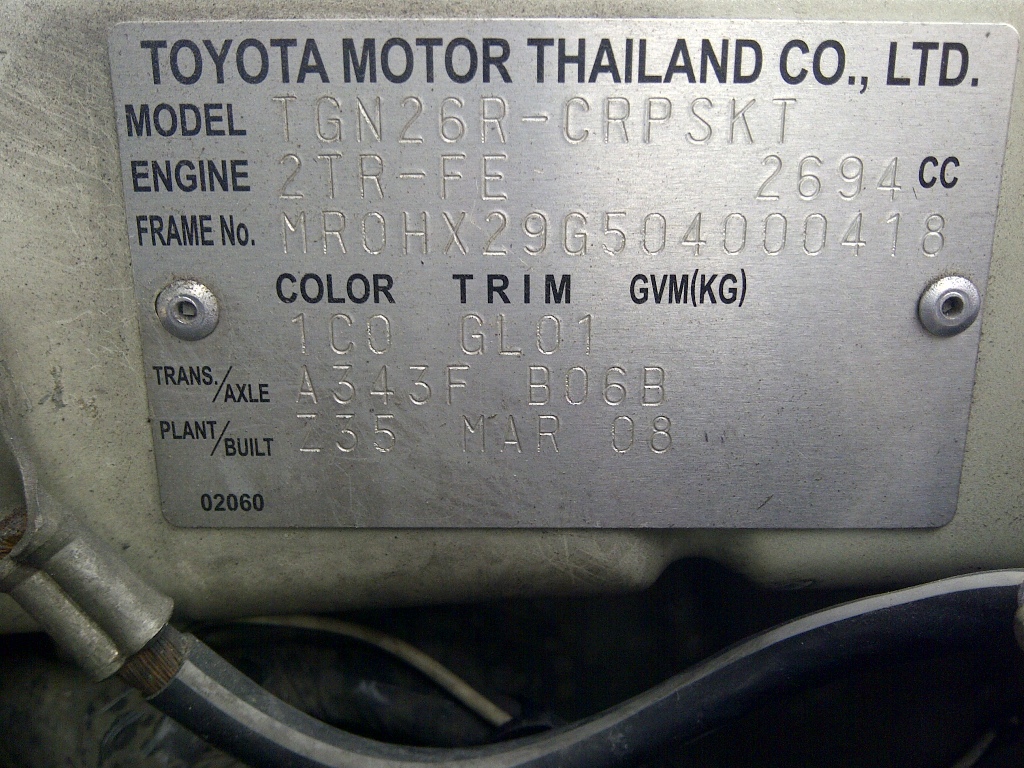 TOYOTA MOTOR THAILAND CO., LTD.
MODEL TGN26R-CRPSKT
ENGINE 2TR-FE 2694 CC
FRAME No. MR0HX29G504000418
COLOR TRIM GVM(KG)
1C0 GL01
TRANS./AXLE A343F B06B
PLANT/BUILT Z35 MAR 08
02060